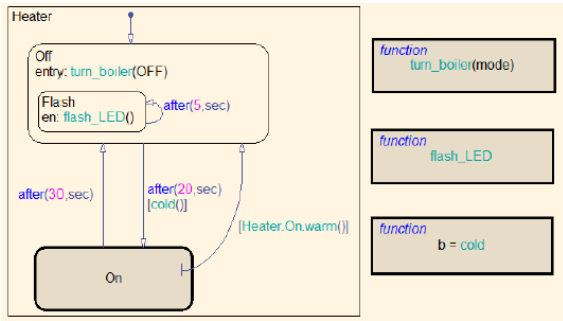 Heater
Off
entry: turn_boiler(OFF)
Flash
en: flash_LED()
after(5,sec)
after(30,sec)
after(20,sec)
[cold()]
[Heater.On.warm()]
On
function
turn_boiler(mode)
function
flash_LED
function
b = cold